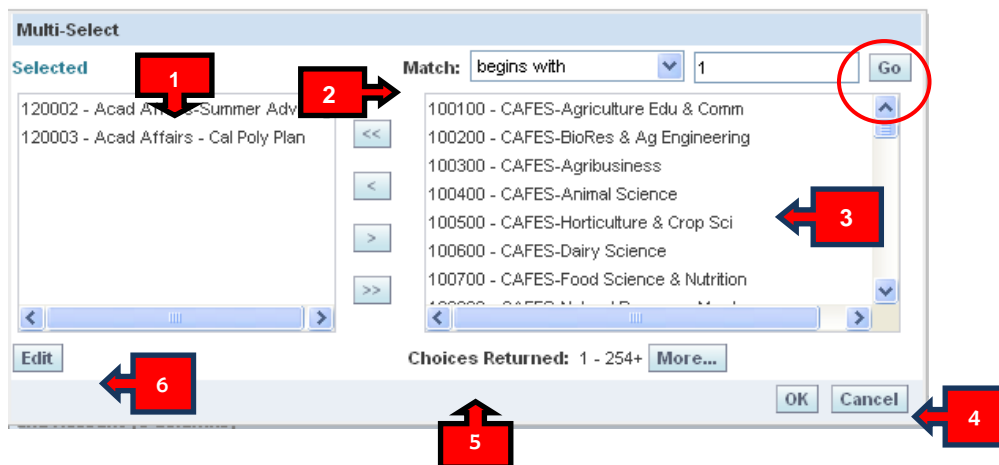 Multi-Select
Selected
1
120002 - Acad Affairs-Summer Adv
120003 - Acad Affairs - Cal Poly Plan
2
<<
<
>
>>
Match: begins with 1 Go
100100 - CAFES-Agriculture Edu & Comm
100200 - CAFES-BioRes & Ag Engineering
100300 - CAFES-Agribusiness
100400 - CAFES-Animal Science
100500 - CAFES-Horticulture & Crop Sci
100600 - CAFES-Dairy Science
100700 - CAFES-Food Science & Nutrition
3
Edit
6
Choices Returned: 1 - 254+ More...
OK Cancel
4
5